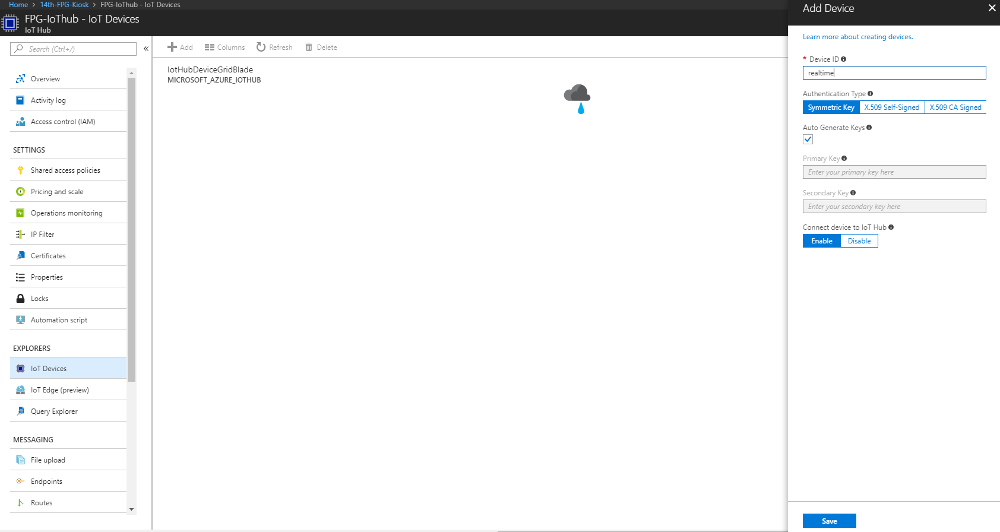 Home > 14th-FPG-Kiosk > FPG-IoThub - IoT Devices
FPG-IoThub - IoT Devices
IoT Hub
Search (Ctrl+/)
«
Overview
Activity log
Access control (IAM)
SETTINGS
Shared access policies
Pricing and scale
Operations monitoring
IP Filter
Certificates
Properties
Locks
Automation script
EXPLORERS
IoT Devices
IoT Edge (preview)
Query Explorer
MESSAGING
File upload
Endpoints
Routes
Add Columns Refresh Delete
IotHubDeviceGridBlade
MICROSOFT_AZURE_IOTHUB
Add Device
Learn more about creating devices.
* Device ID
realtime
Authentication Type
Symmetric Key X.509 Self-Signed X.509 CA Signed
Auto Generate Keys
Primary Key
Enter your primary key here
Secondary Key
Enter your secondary key here
Connect device to IoT Hub
Enable Disable
Save